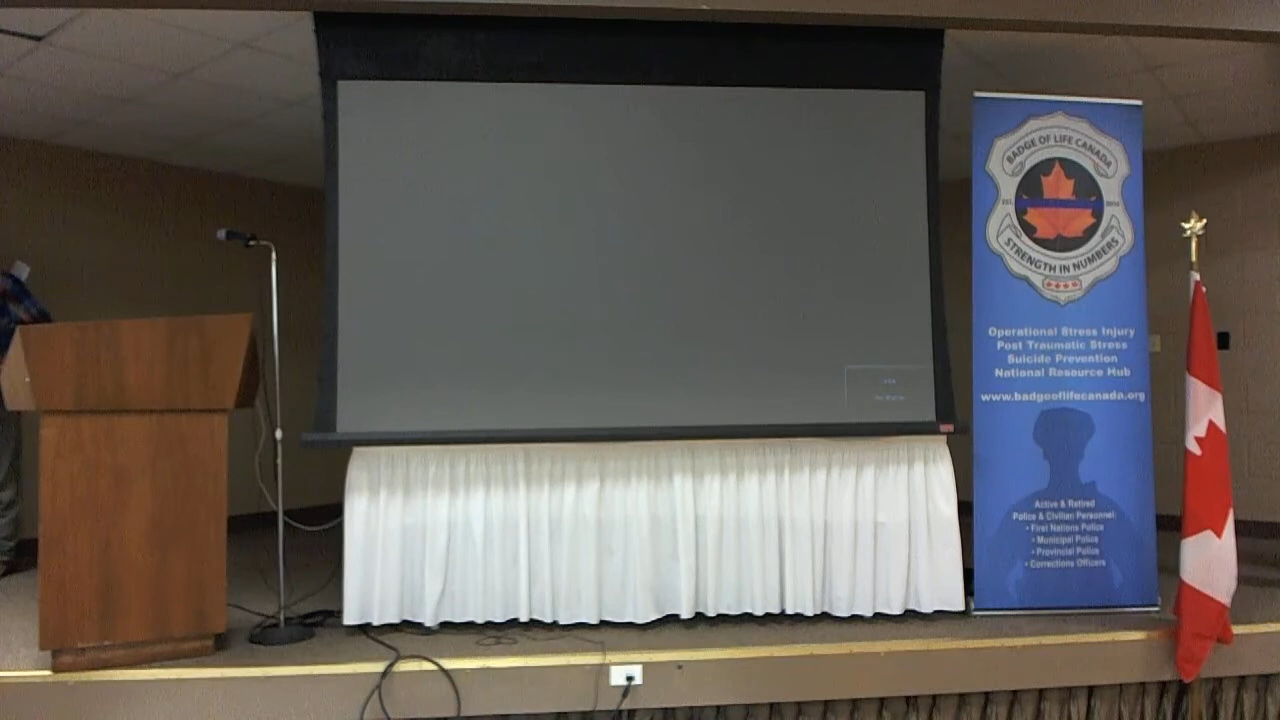 BADGE OF LIFE CANADA
EST.
STRENGTH IN NUMBERS
Operational Stress Injury
Post Traumatic Stress
Suicide Prevention
National Resource Hub
www.badgeoflifecanada.org
Active & Retired
Police & Civilian Personnel:
• First Nations Police
• Municipal Police
• Provincial Police
• Corrections Officers